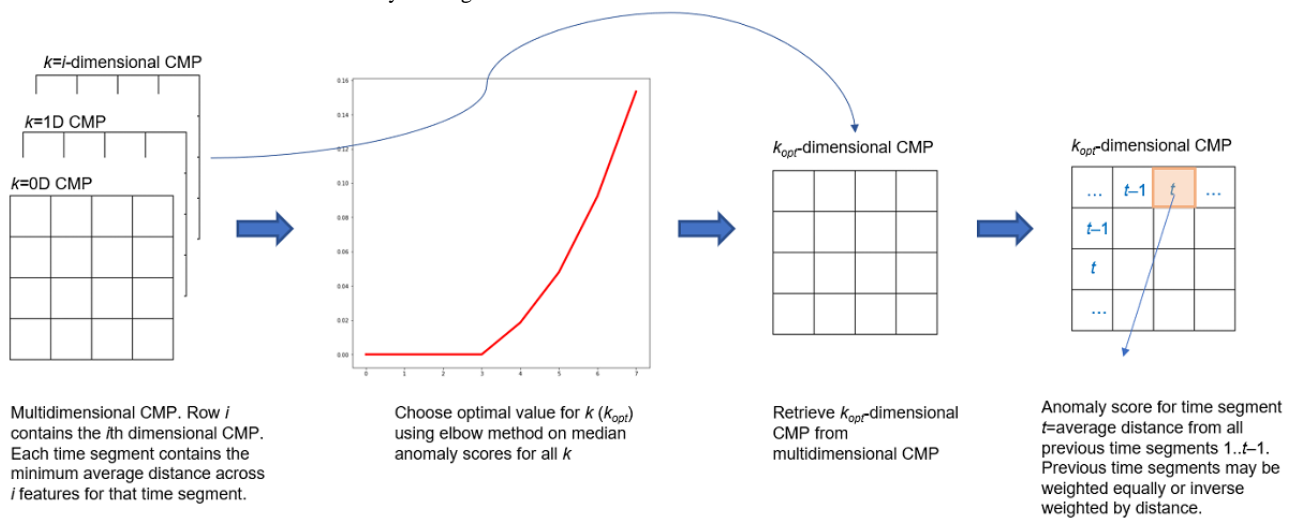 k=i-dimensional CMP
k=1D CMP
k=0D CMP
0.16
0.14
0.12
0.10
0.08
0.06
0.04
0.02
0.00
0 1 2 3 4 5 6 7
kopt-dimensional CMP
kopt-dimensional CMP
... t–1 t ...
t–1
t
...
Multidimensional CMP. Row i
contains the ith dimensional CMP.
Each time segment contains the
minimum average distance across
i features for that time segment.
Choose optimal value for k (kopt)
using elbow method on median
anomaly scores for all k
Retrieve kopt-dimensional
CMP from
multidimensional CMP
Anomaly score for time segment
t=average distance from all
previous time segments 1..t–1.
Previous time segments may be
weighted equally or inverse
weighted by distance.